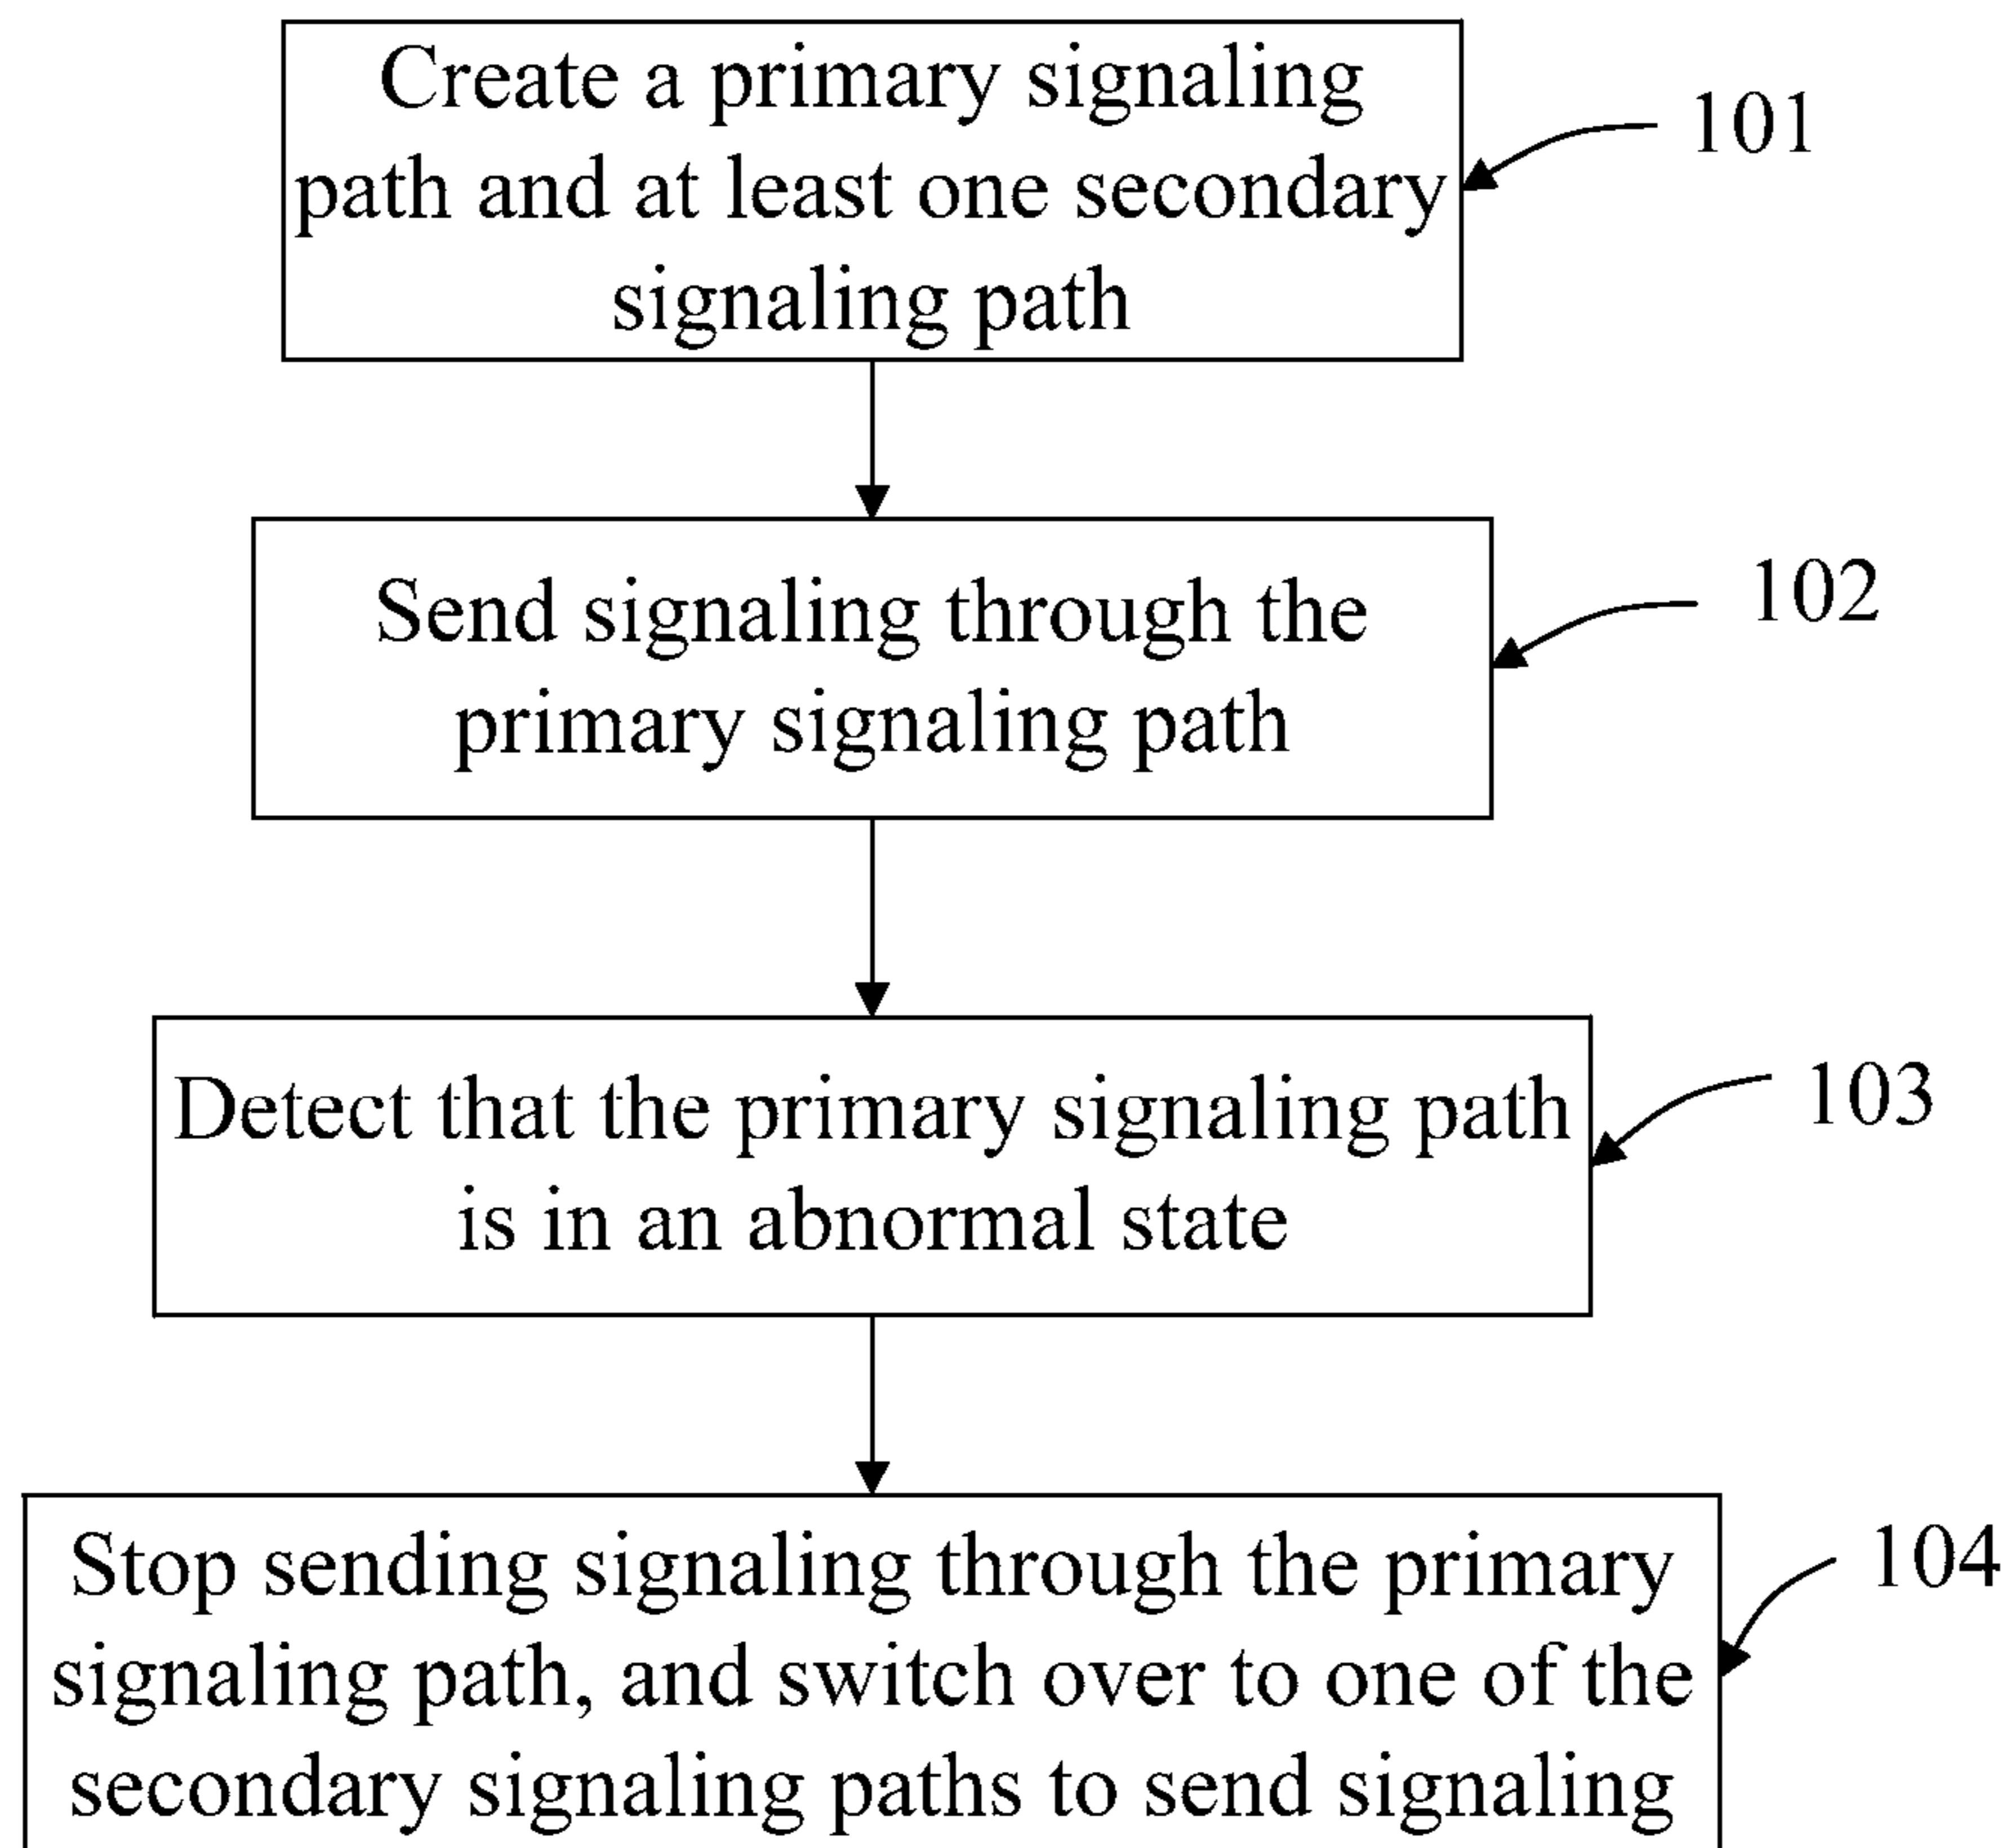 Create a primary signaling
path and at least one secondary
signaling path
101
Send signaling through the
primary signaling path
102
Detect that the primary signaling path
is in an abnormal state
103
Stop sending signaling through the primary
signaling path, and switch over to one of the
secondary signaling paths to send signaling
104